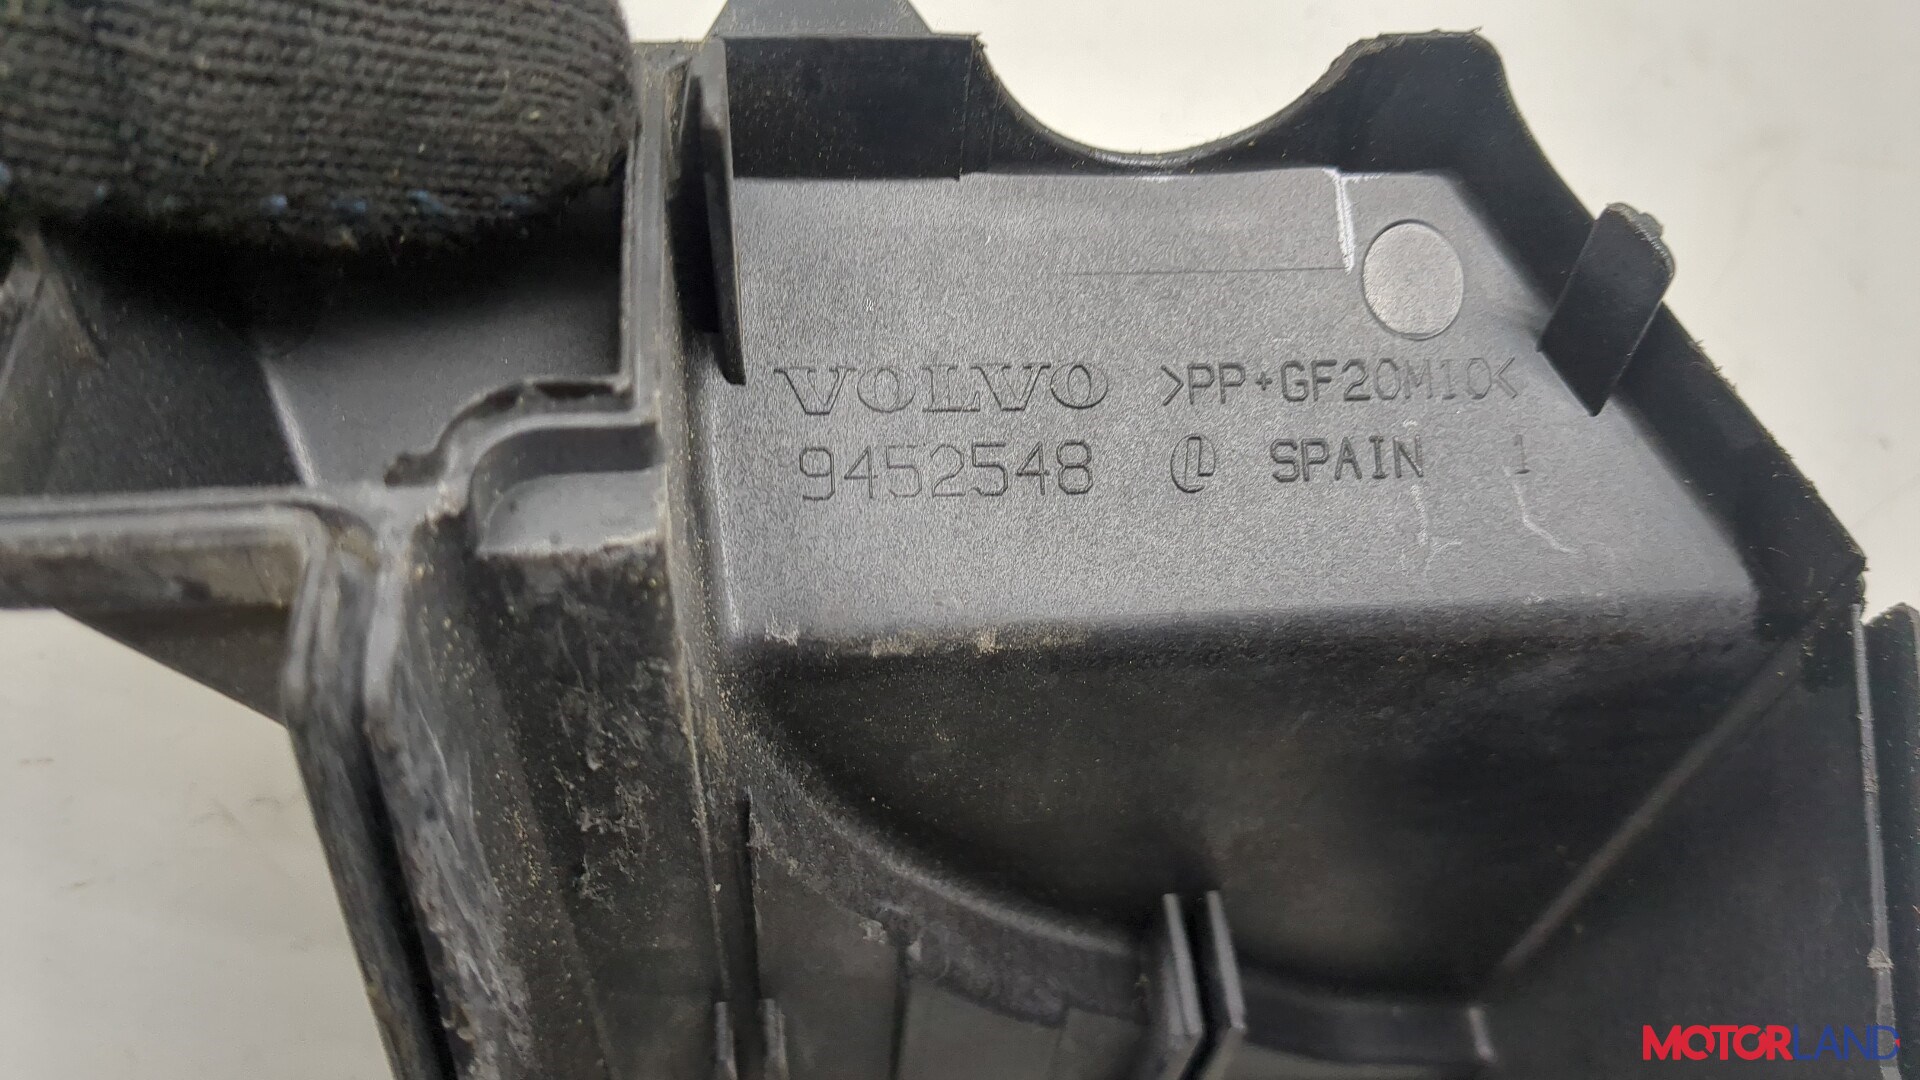 VOLVO >PP+GF20M10<
9452548 L SPAIN 1
MOTORLAND